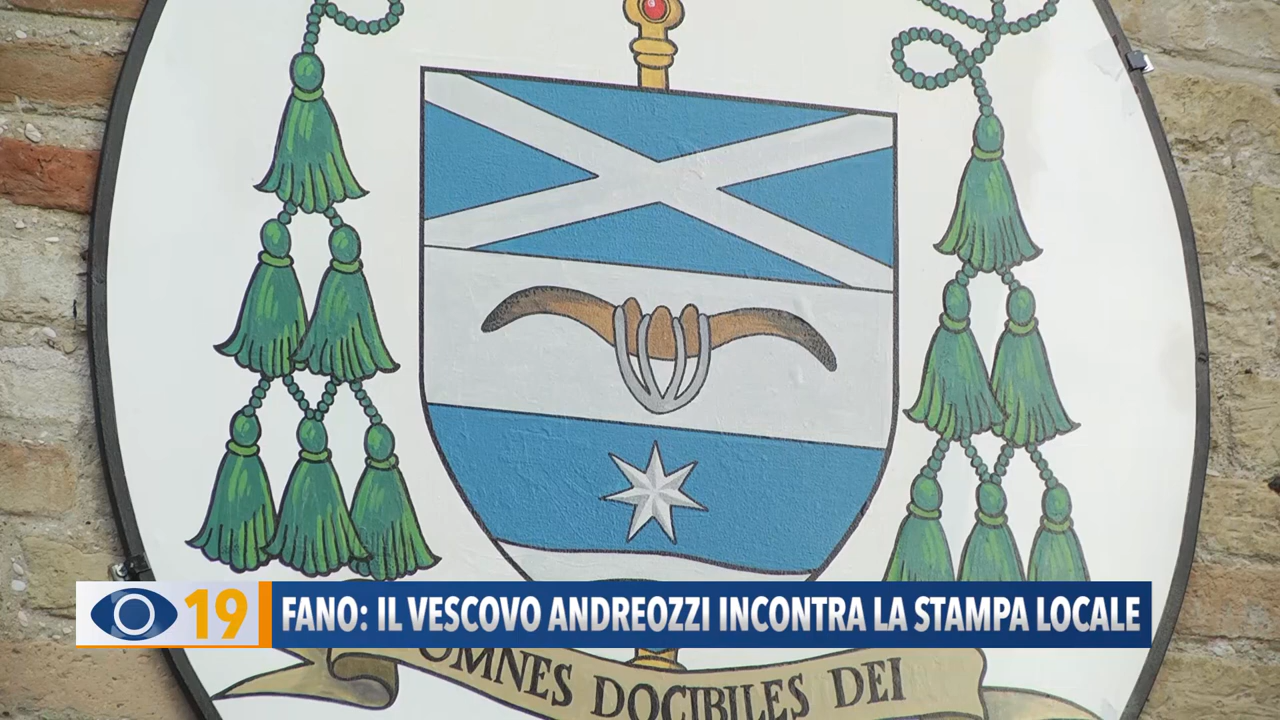 19
FANO: IL VESCOVO ANDREOZZI INCONTRA LA STAMPA LOCALE
OMNES DOCIBILES DEI